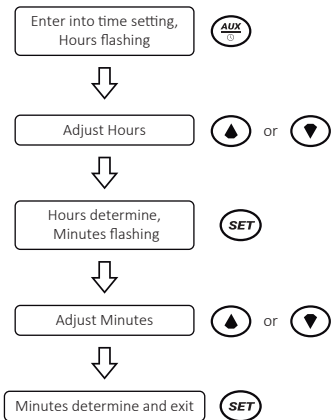 Enter into time setting,
Hours flashing
AUX
Adjust Hours
or
Hours determine,
Minutes flashing
SET
Adjust Minutes
or
Minutes determine and exit
SET